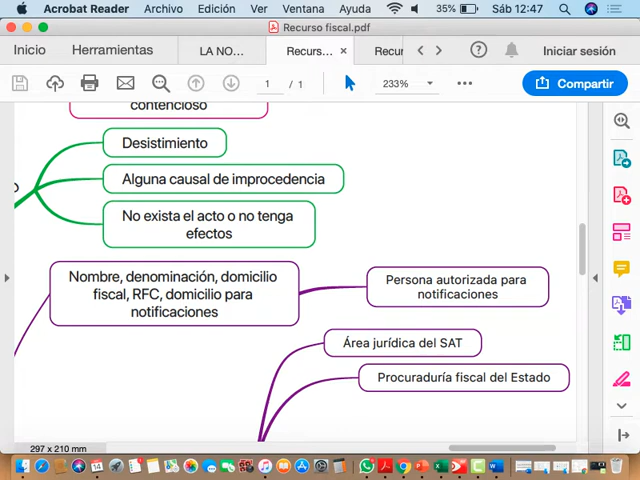 Acrobat Reader Archivo Edición Ver Ventana Ayuda 35% Sáb 12:47
Recurso fiscal.pdf
Inicio Herramientas LA NO... Recurs... × Recur Iniciar sesión
1 / 1 233% Compartir
contencioso
Desistimiento
Alguna causal de improcedencia
o
No exista el acto o no tenga
efectos
Nombre, denominación, domicilio
fiscal, RFC, domicilio para
notificaciones
Persona autorizada para
notificaciones
Área jurídica del SAT
Procuraduría fiscal del Estado
297 x 210 mm
14